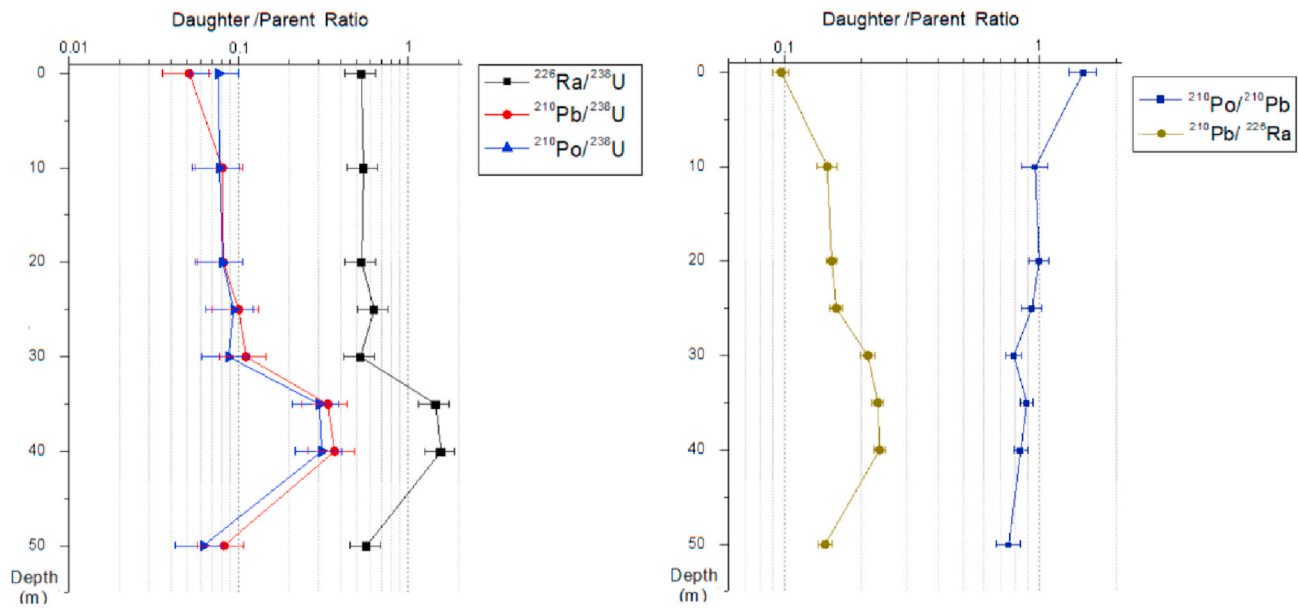 Daughter /Parent Ratio
0.01 0.1 1
0
10
20
30
40
50
Depth
(m)
²²⁶Ra/²³⁸U
²¹⁰Pb/²³⁸U
²¹⁰Po/²³⁸U
Daughter/Parent Ratio
0.1 1
0
10
20
30
40
50
Depth
(m)
²¹⁰Po/²¹⁰Pb
²¹⁰Pb/ ²²⁶Ra